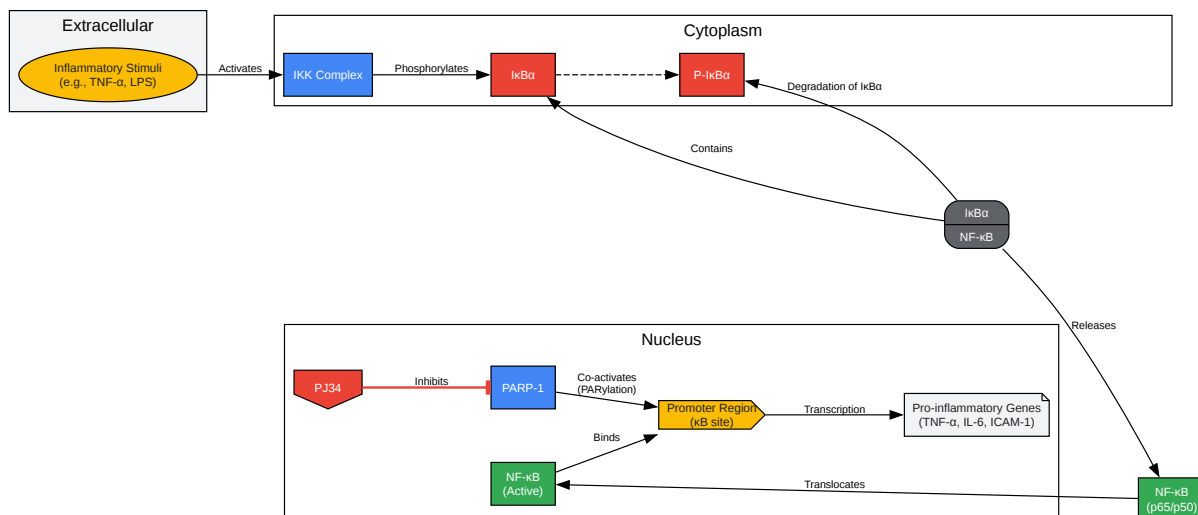 Extracellular
Inflammatory Stimuli
(e.g., TNF-α, LPS)
Activates
Cytoplasm
IKK Complex
Phosphorylates
IκBα
P-IκBα
Degradation of IκBα
Contains
IκBα
NF-κB
Releases
Nucleus
PJ34
Inhibits
PARP-1
Co-activates
(PARylation)
Promoter Region
(κB site)
Transcription
Pro-inflammatory Genes
(TNF-α, IL-6, ICAM-1)
Binds
NF-κB
(Active)
Translocates
NF-κB
(p65/p50)